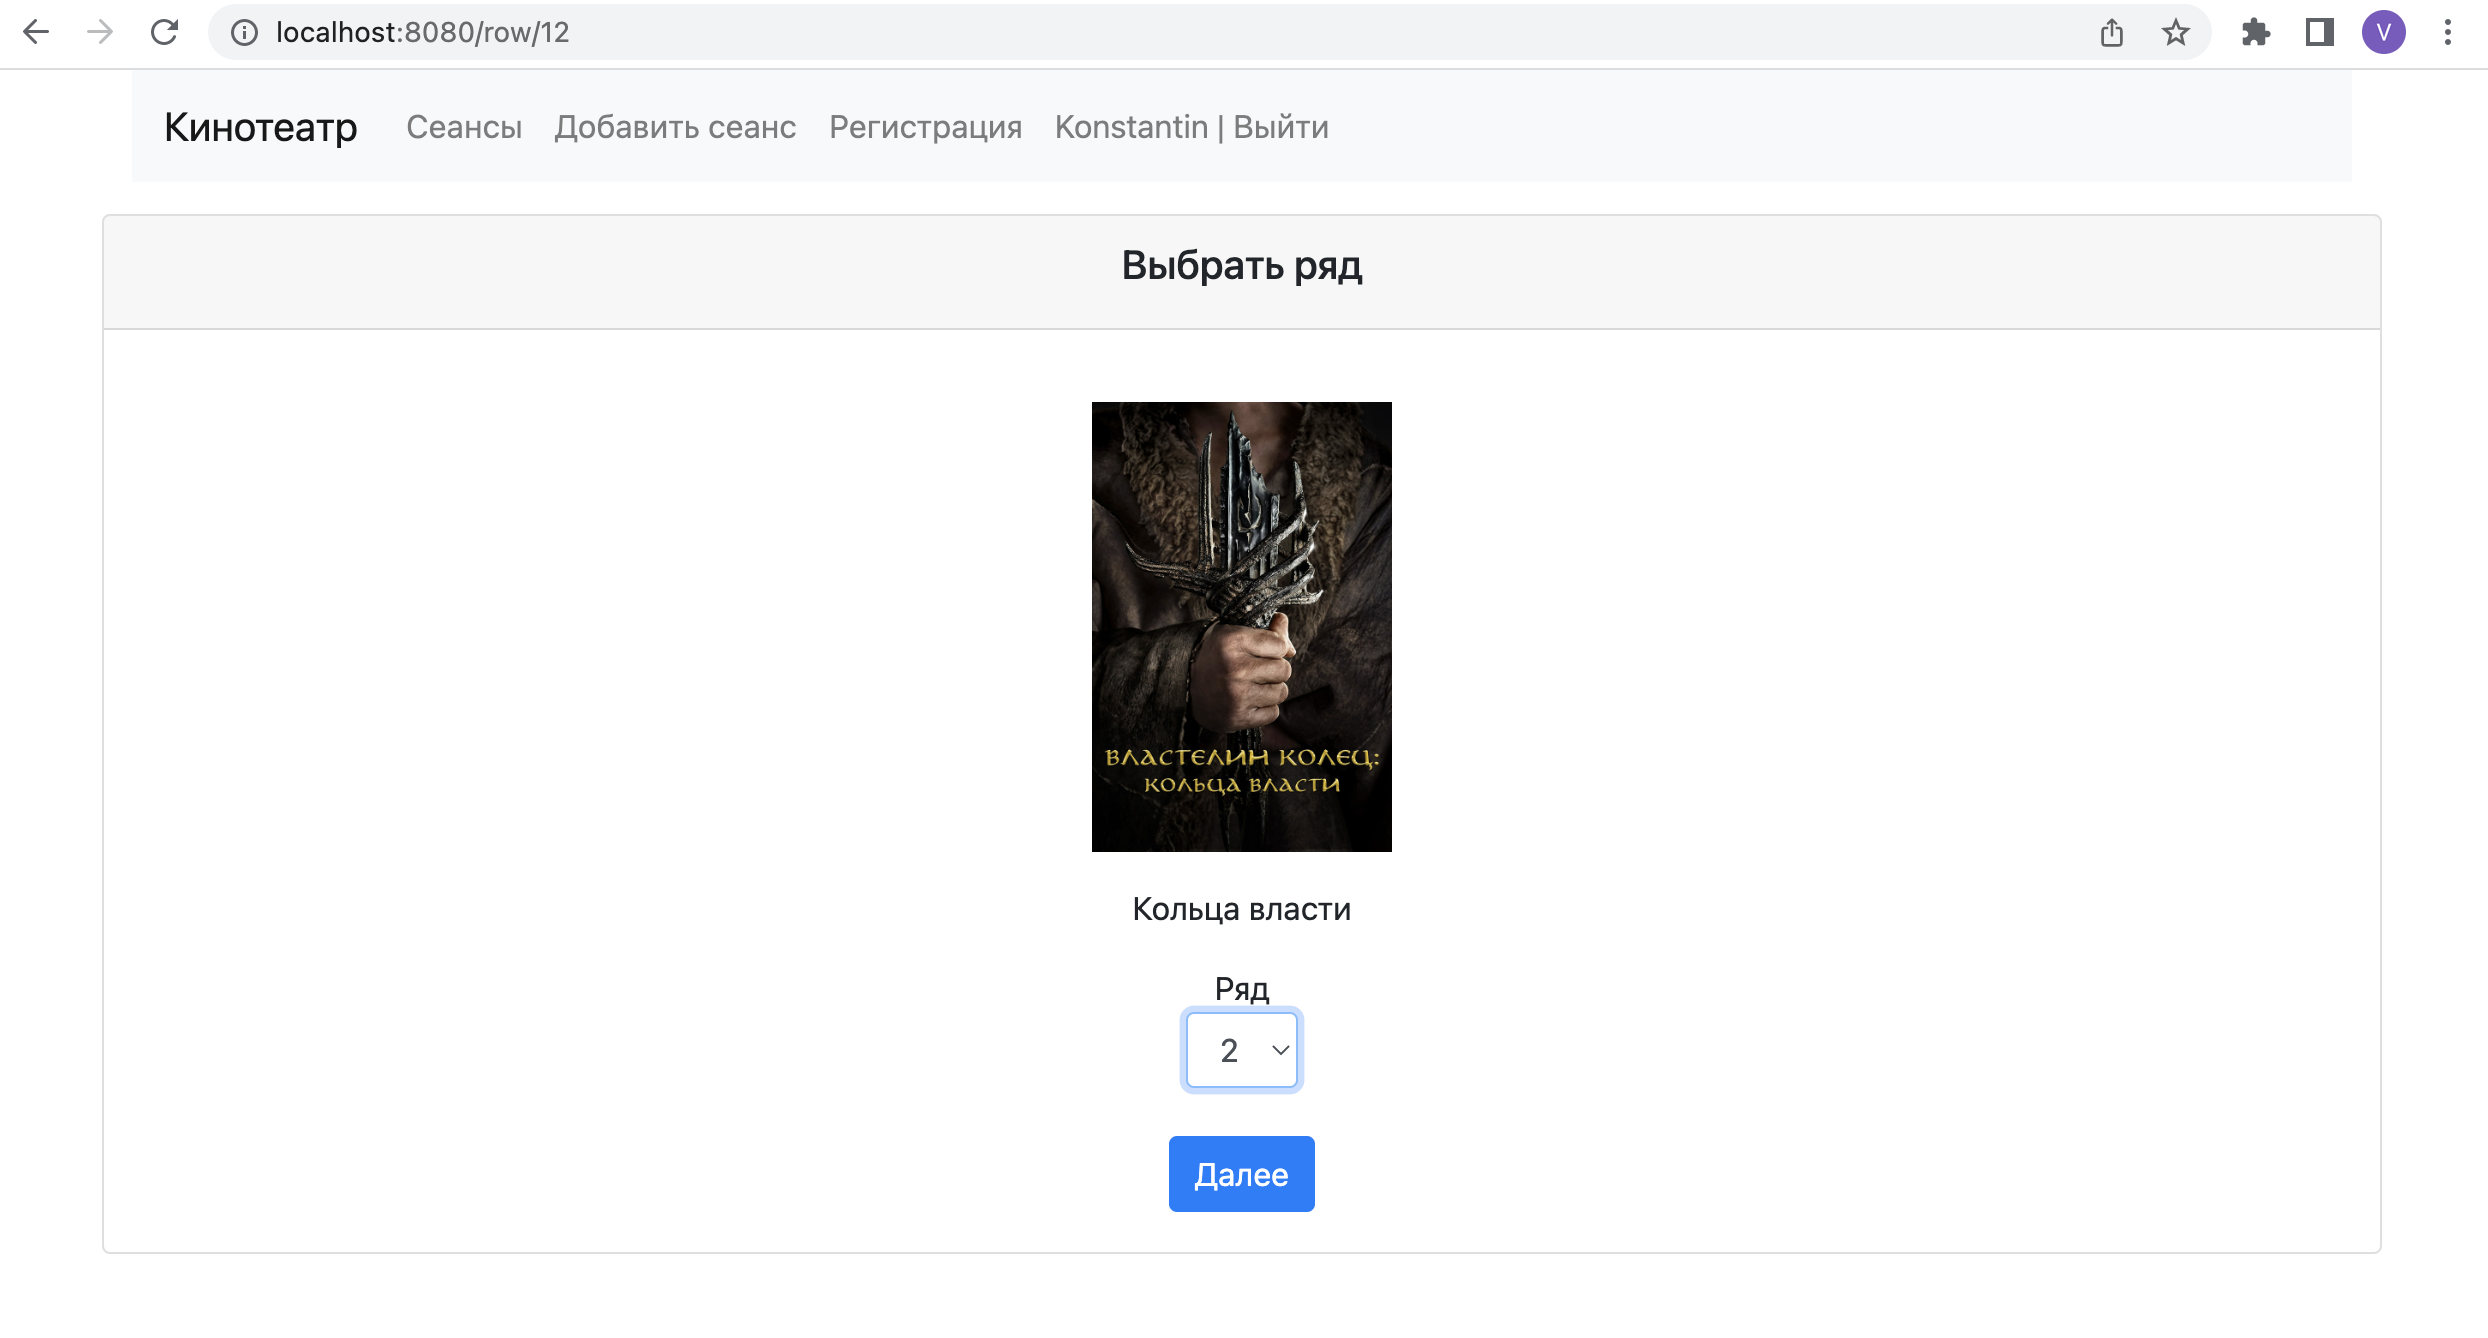 localhost:8080/row/12
V
Кинотеатр Сеансы Добавить сеанс Регистрация Konstantin | Выйти
Выбрать ряд
ВЛАСТЕЛИН КОЛЕЦ:
КОЛЬЦА ВЛАСТИ
Кольца власти
Ряд
2
Далее